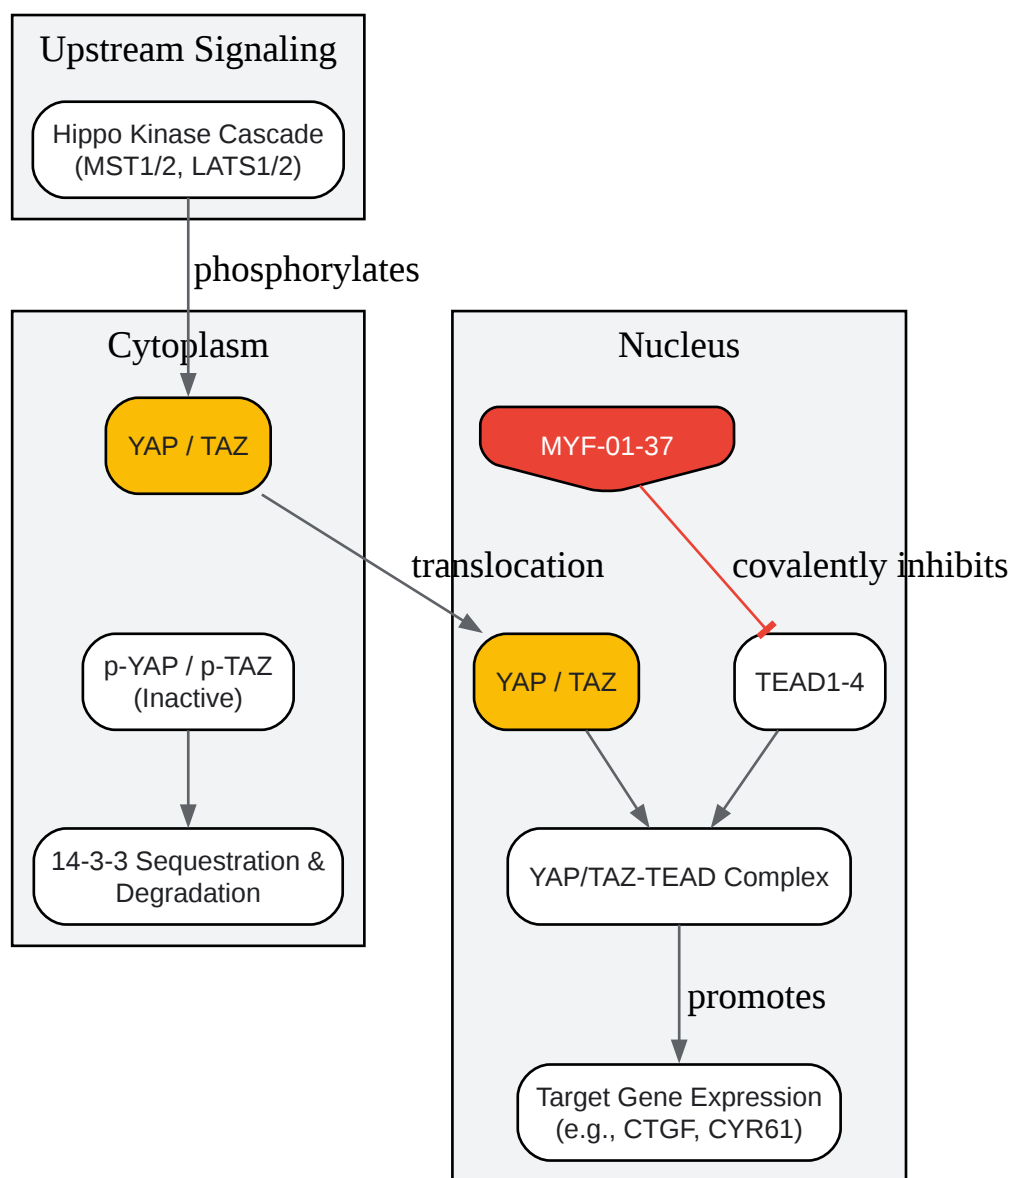 Upstream Signaling
Hippo Kinase Cascade
(MST1/2, LATS1/2)
phosphorylates
Cytoplasm
YAP / TAZ
translocation
p-YAP / p-TAZ
(Inactive)
14-3-3 Sequestration &
Degradation
Nucleus
MYF-01-37
covalently inhibits
YAP / TAZ
TEAD1-4
YAP/TAZ-TEAD Complex
promotes
Target Gene Expression
(e.g., CTGF, CYR61)